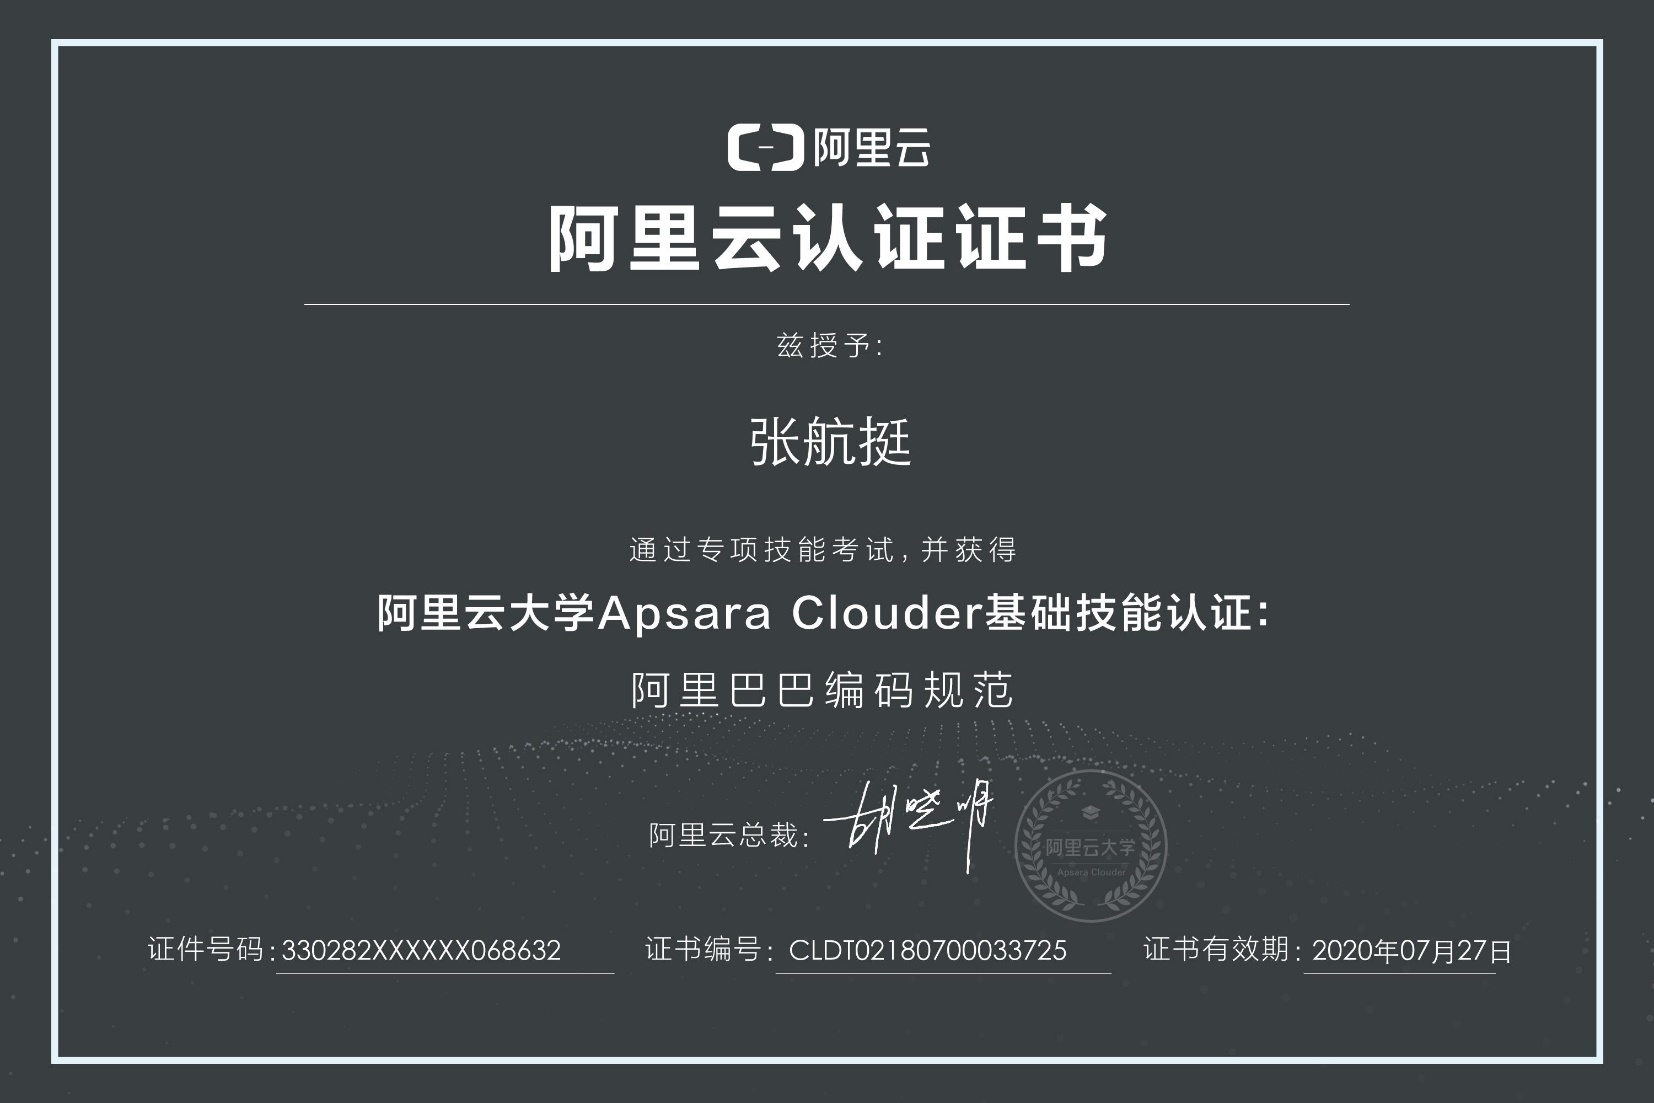 阿里云
阿里云认证证书
兹授予:
张航挺
通过专项技能考试,并获得
阿里云大学Apsara Clouder基础技能认证:
阿里巴巴编码规范
阿里云总裁: 胡晓明
阿里云大学
Apsara Clouder
证件号码:330282XXXXXX068632 证书编号: CLDT02180700033725 证书有效期: 2020年07月27日